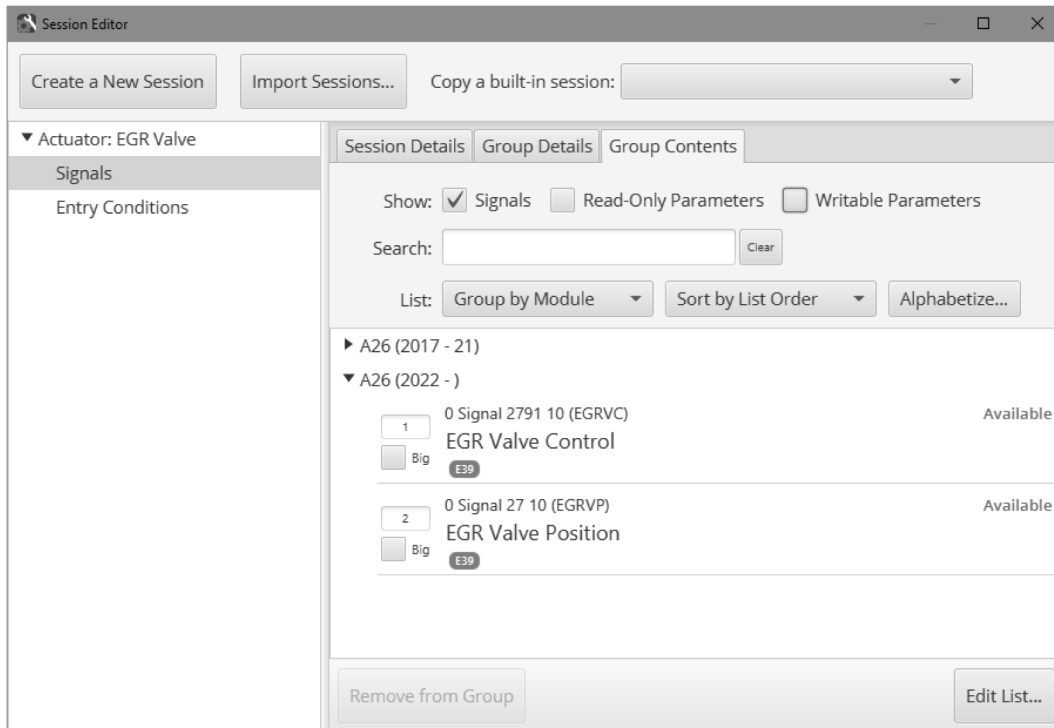 Session Editor
Create a New Session Import Sessions... Copy a built-in session:
Actuator: EGR Valve
Signals
Entry Conditions
Session Details Group Details Group Contents
Show: Signals Read-Only Parameters Writable Parameters
Search: Clear
List: Group by Module Sort by List Order Alphabetize...
A26 (2017 - 21)
A26 (2022 - )
0 Signal 2791 10 (EGRVC) Available
1
EGR Valve Control
Big
E39
0 Signal 27 10 (EGRVP) Available
2
EGR Valve Position
Big
E39
Remove from Group Edit List...